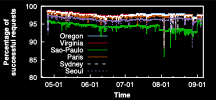 Percentage of
successful requests
100
95
90
85
80
Oregon
Virginia
Sao-Paulo
Paris
Sydney
Seoul
05-01
06-01
07-01
08-01
09-01
Time